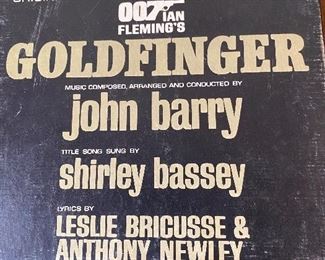 007 IAN
FLEMING'S
GOLDFINGER
MUSIC COMPOSED, ARRANGED AND CONDUCTED BY
john barry
TITLE SONG SUNG BY
shirley bassey
LYRICS BY
LESLIE BRICUSSE &
ANTHONY NEWLEY